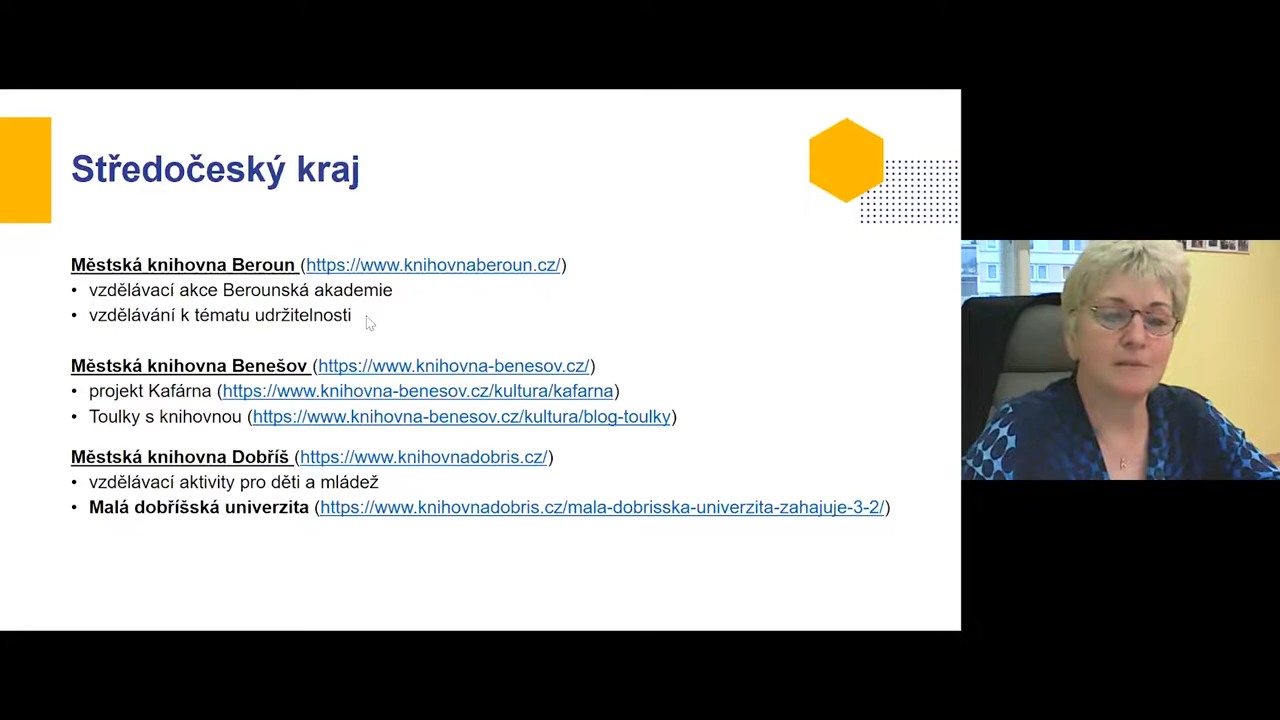 Středočeský kraj
Městská knihovna Beroun (https://www.knihovnaberoun.cz/)
• vzdělávací akce Berounská akademie
• vzdělávání k tématu udržitelnosti
Městská knihovna Benešov (https://www.knihovna-benesov.cz/)
• projekt Kafárna (https://www.knihovna-benesov.cz/kultura/kafarna)
• Toulky s knihovnou (https://www.knihovna-benesov.cz/kultura/blog-toulky)
Městská knihovna Dobříš (https://www.knihovnadobris.cz/)
• vzdělávací aktivity pro děti a mládež
• Malá dobříšská univerzita (https://www.knihovnadobris.cz/mala-dobrisska-univerzita-zahajuje-3-2/)